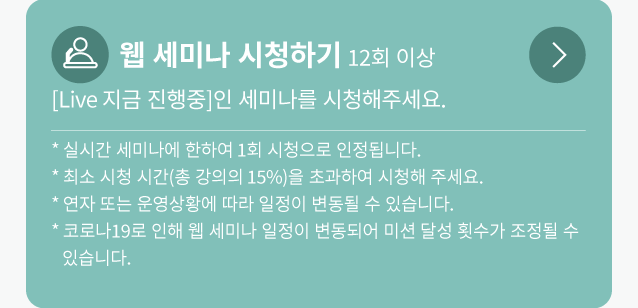 웹 세미나 시청하기 12회 이상
[Live 지금 진행중]인 세미나를 시청해주세요.
* 실시간 세미나에 한하여 1회 시청으로 인정됩니다.
* 최소 시청 시간(총 강의의 15%)을 초과하여 시청해 주세요.
* 연자 또는 운영상황에 따라 일정이 변동될 수 있습니다.
* 코로나19로 인해 웹 세미나 일정이 변동되어 미션 달성 횟수가 조정될 수
있습니다.